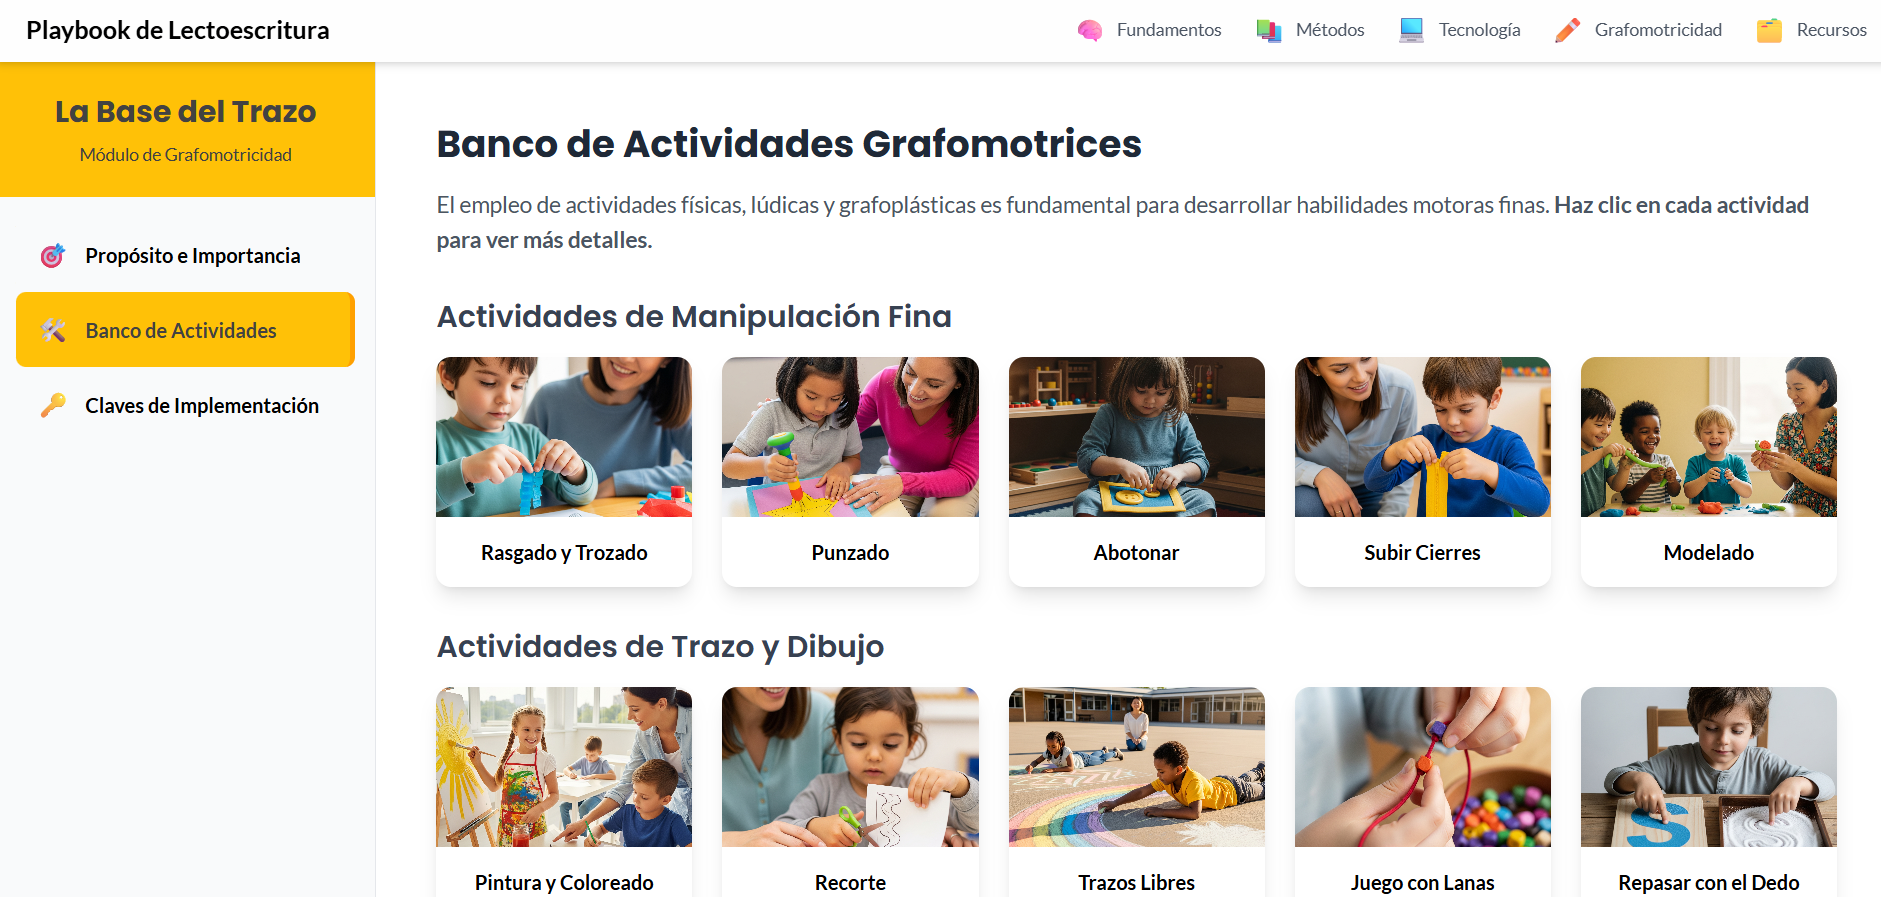 Playbook de Lectoescritura
Fundamentos
Métodos
Tecnología
Grafomotricidad
Recursos
La Base del Trazo
Módulo de Grafomotricidad
Propósito e Importancia
Banco de Actividades
Claves de Implementación
Banco de Actividades Grafomotrices
El empleo de actividades físicas, lúdicas y grafoplásticas es fundamental para desarrollar habilidades motoras finas. Haz clic en cada actividad
para ver más detalles.
Actividades de Manipulación Fina
Rasgado y Trozado
Punzado
Abotonar
Subir Cierres
Modelado
Actividades de Trazo y Dibujo
S
Pintura y Coloreado
Recorte
Trazos Libres
Juego con Lanas
Repasar con el Dedo